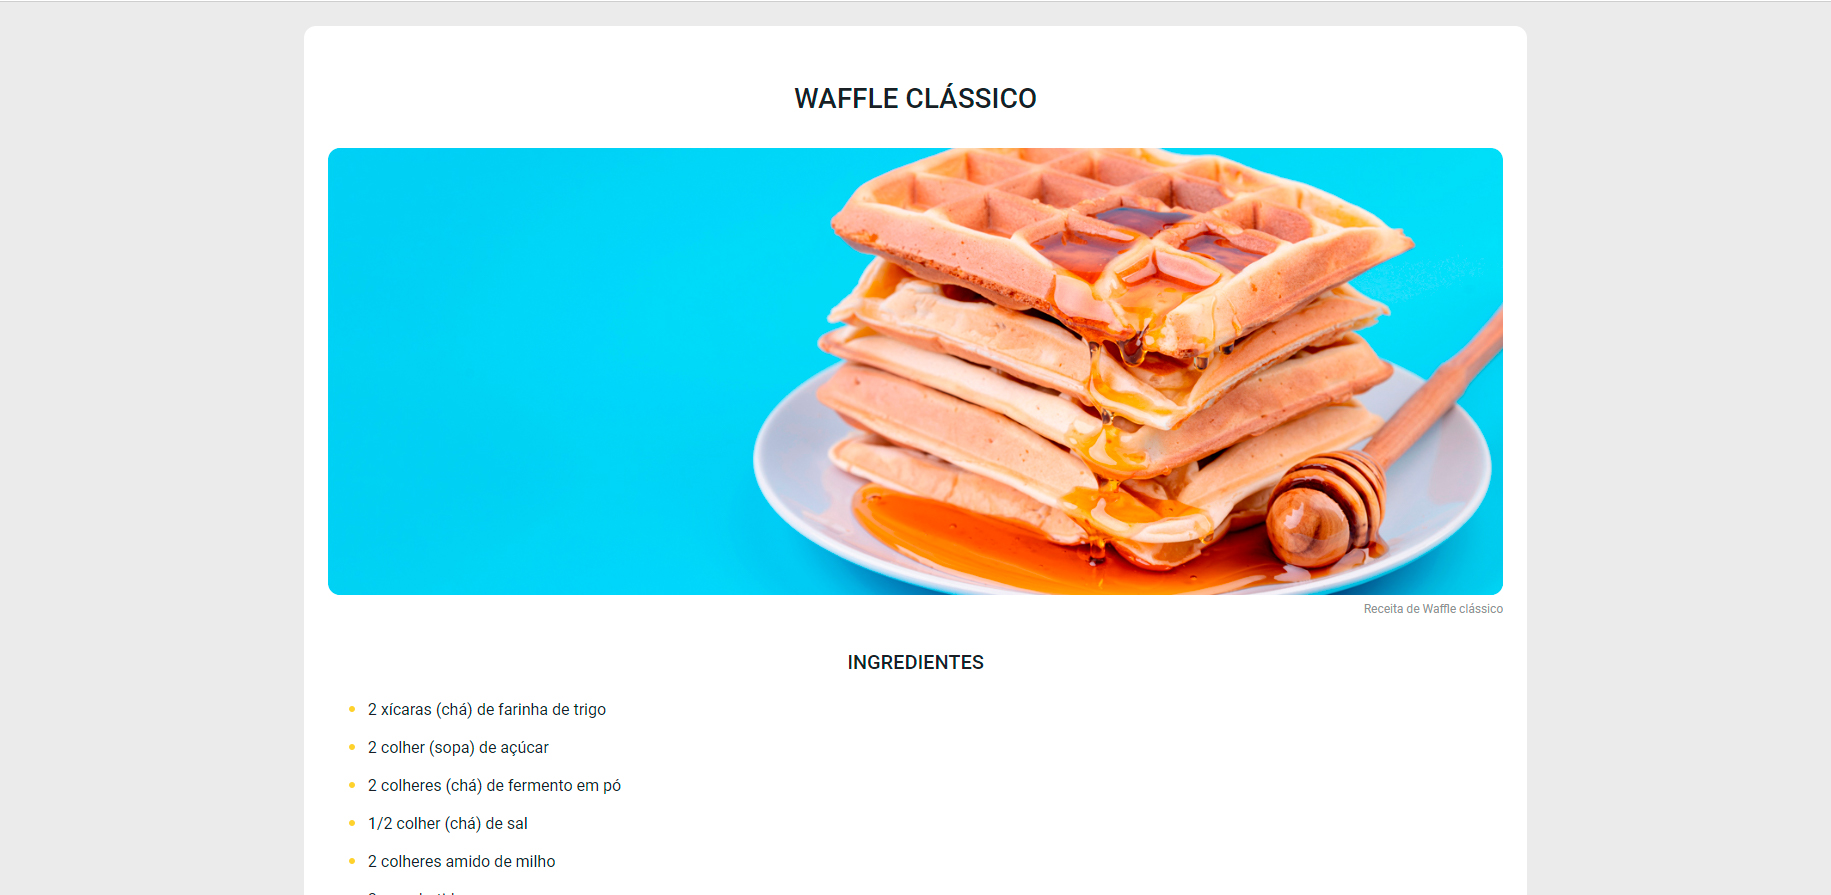 WAFFLE CLÁSSICO
Receita de Waffle clássico
INGREDIENTES
2 xícaras (chá) de farinha de trigo
2 colher (sopa) de açúcar
2 colheres (chá) de fermento em pó
1/2 colher (chá) de sal
2 colheres amido de milho